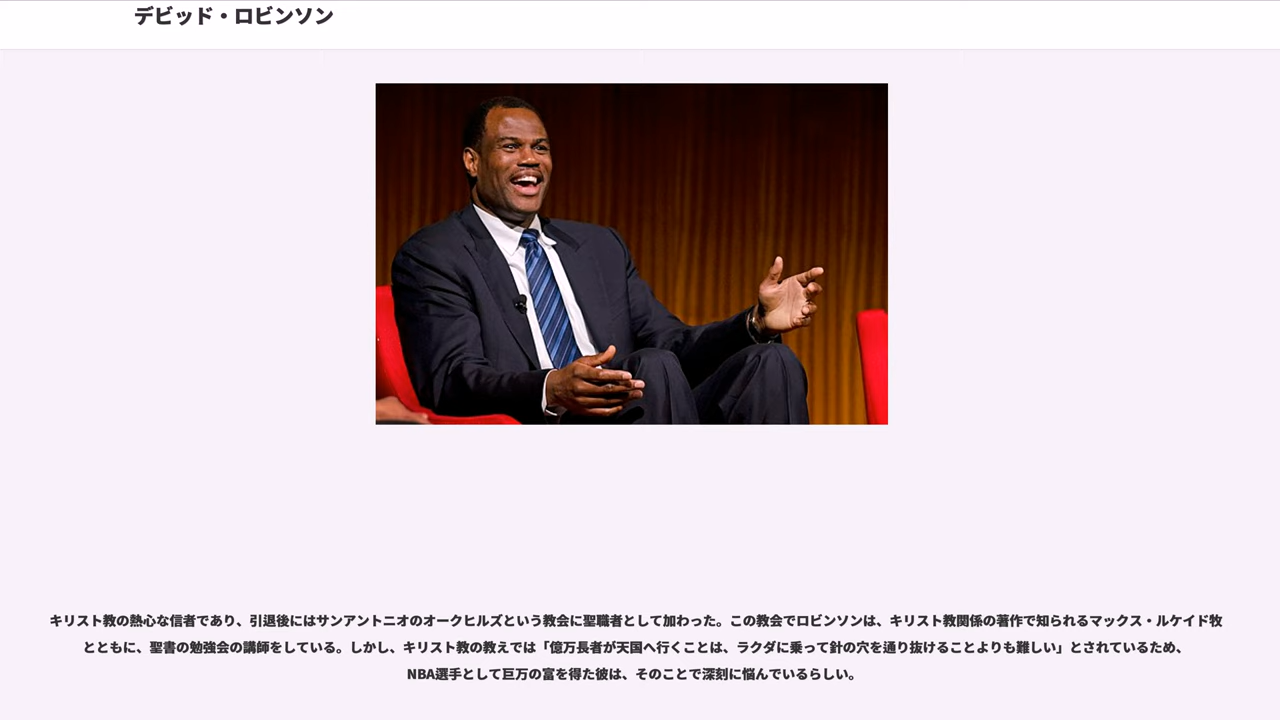 デビッド・ロビンソン
キリスト教の熱心な信者であり、引退後にはサンアントニオのオークヒルズという教会に聖職者として加わった。この教会でロビンソンは、キリスト教関係の著作で知られるマックス・ルケイド牧
とともに、聖書の勉強会の講師をしている。しかし、キリスト教の教えでは「億万長者が天国へ行くことは、ラクダに乗って針の穴を通り抜けることよりも難しい」とされているため、
NBA選手として巨万の富を得た彼は、そのことで深刻に悩んでいるらしい。